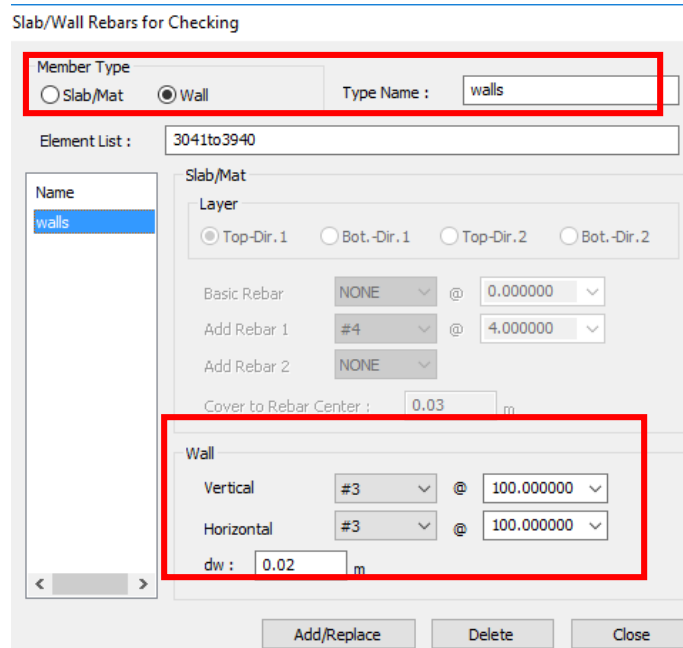 Slab/Wall Rebars for Checking
Member Type
Slab/Mat Wall Type Name : walls
Element List : 3041to3940
Name
walls
Slab/Mat
Layer
Top-Dir.1 Bot.-Dir.1 Top-Dir.2 Bot.-Dir.2
Basic Rebar NONE @ 0.000000
Add Rebar 1 #4 @ 4.000000
Add Rebar 2 NONE
Cover to Rebar Center : 0.03 m
Wall
Vertical #3 @ 100.000000
Horizontal #3 @ 100.000000
dw : 0.02 m
Add/Replace Delete Close